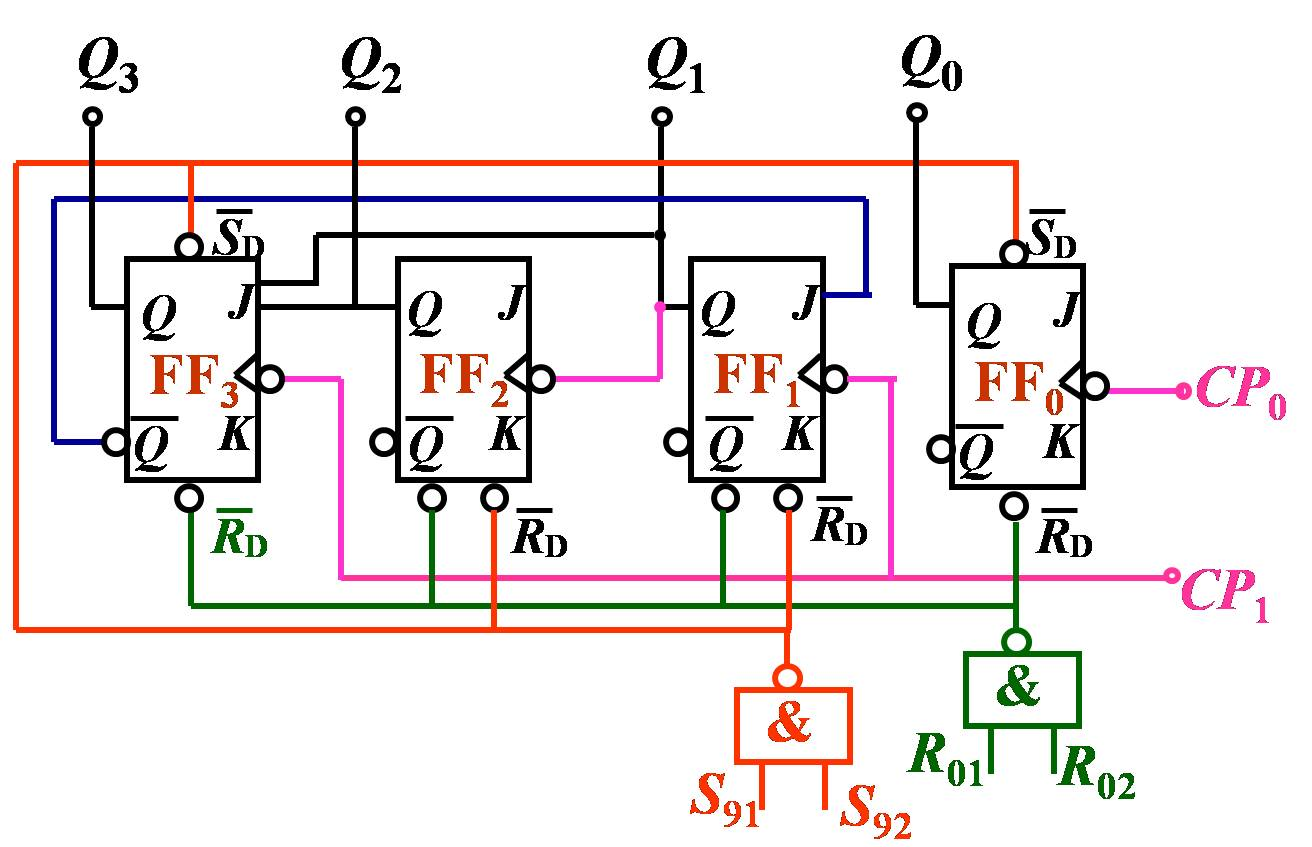 Q3 Q2 Q1 Q0
S̅D S̅D
Q J Q J Q J Q J
FF3 FF2 FF1 FF0 CP0
Q̅ K Q̅ K Q̅ K Q̅ K
R̅D R̅D R̅D R̅D
CP1
& &
R01 R02
S91 S92